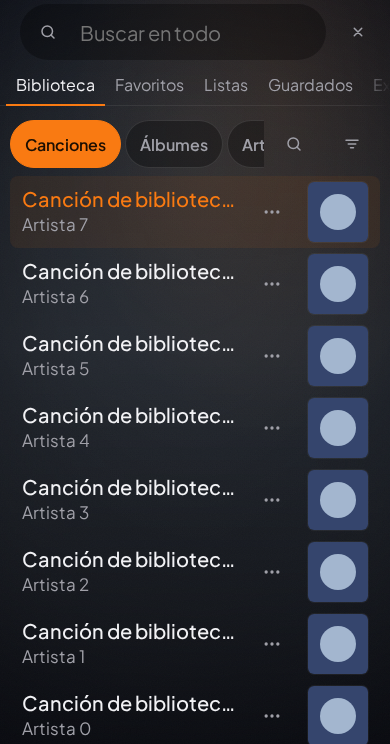 Buscar en todo
Biblioteca Favoritos Listas Guardados
Canciones Álbumes Art
Canción de bibliotec...
Artista 7
Canción de bibliotec...
Artista 6
Canción de bibliotec...
Artista 5
Canción de bibliotec...
Artista 4
Canción de bibliotec...
Artista 3
Canción de bibliotec...
Artista 2
Canción de bibliotec...
Artista 1
Canción de bibliotec...
Artista 0